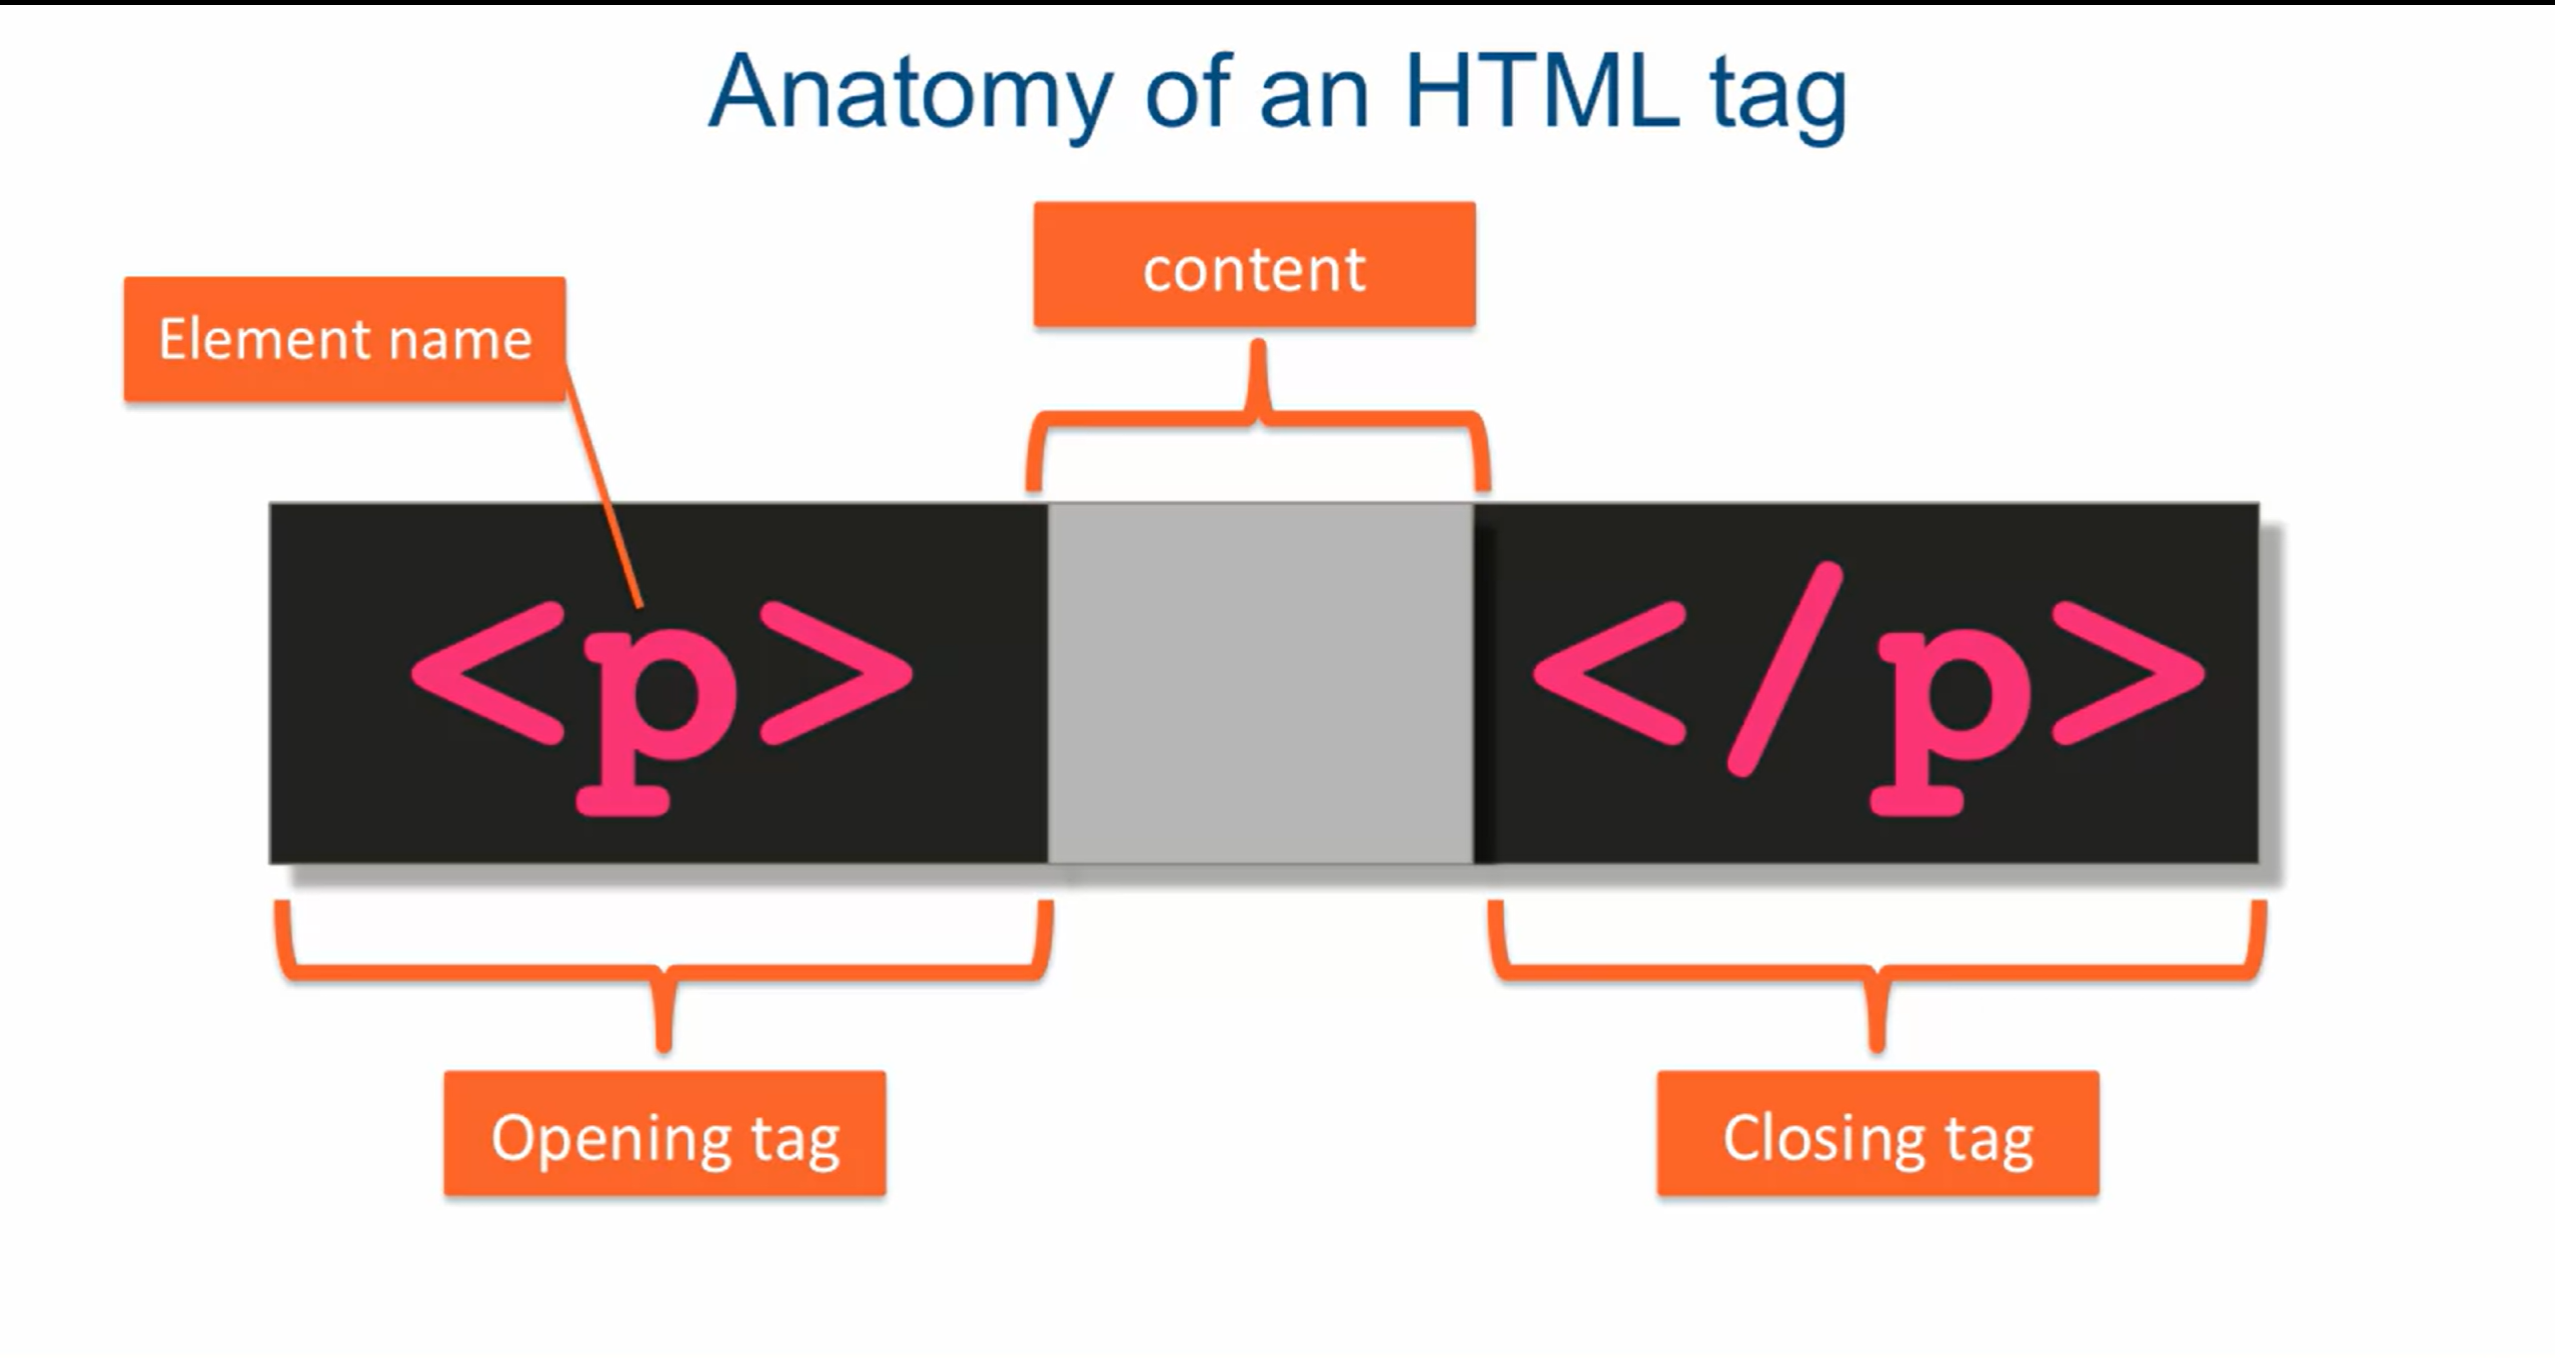 Anatomy of an HTML tag
content
Element name
<p>
</p>
Opening tag
Closing tag